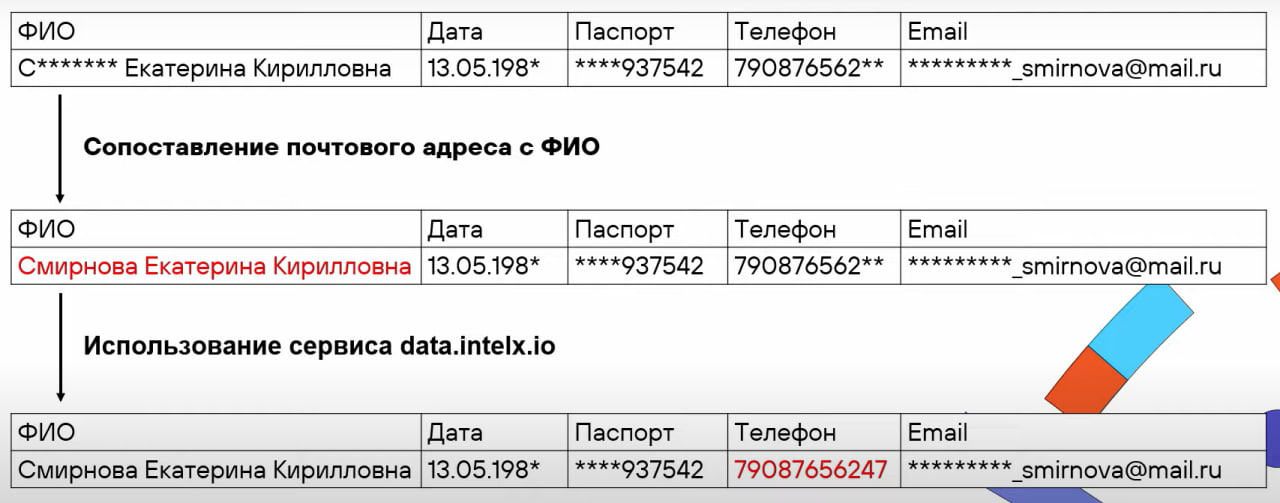 ФИО Дата Паспорт Телефон Email
С******* Екатерина Кирилловна 13.05.198* ****937542 790876562** *********_smirnova@mail.ru
Сопоставление почтового адреса с ФИО
ФИО Дата Паспорт Телефон Email
Смирнова Екатерина Кирилловна 13.05.198* ****937542 790876562** *********_smirnova@mail.ru
Использование сервиса data.intelx.io
ФИО Дата Паспорт Телефон Email
Смирнова Екатерина Кирилловна 13.05.198* ****937542 79087656247 *********_smirnova@mail.ru